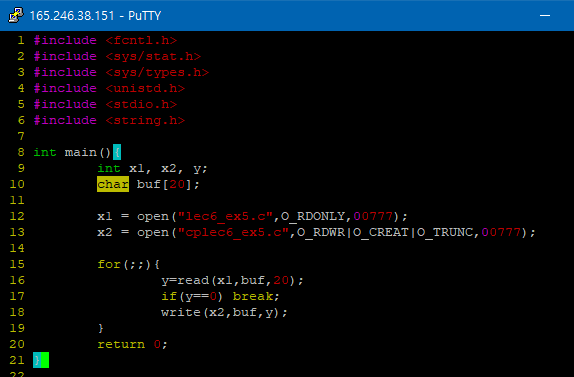 165.246.38.151 - PuTTY
1 #include <fcntl.h>
2 #include <sys/stat.h>
3 #include <sys/types.h>
4 #include <unistd.h>
5 #include <stdio.h>
6 #include <string.h>
7
8 int main(){
9         int x1, x2, y;
10         char buf[20];
11
12         x1 = open("lec6_ex5.c",O_RDONLY,00777);
13         x2 = open("cplec6_ex5.c",O_RDWR|O_CREAT|O_TRUNC,00777);
14
15         for(;;){
16                 y=read(x1,buf,20);
17                 if(y==0) break;
18                 write(x2,buf,y);
19         }
20         return 0;
21 }
22